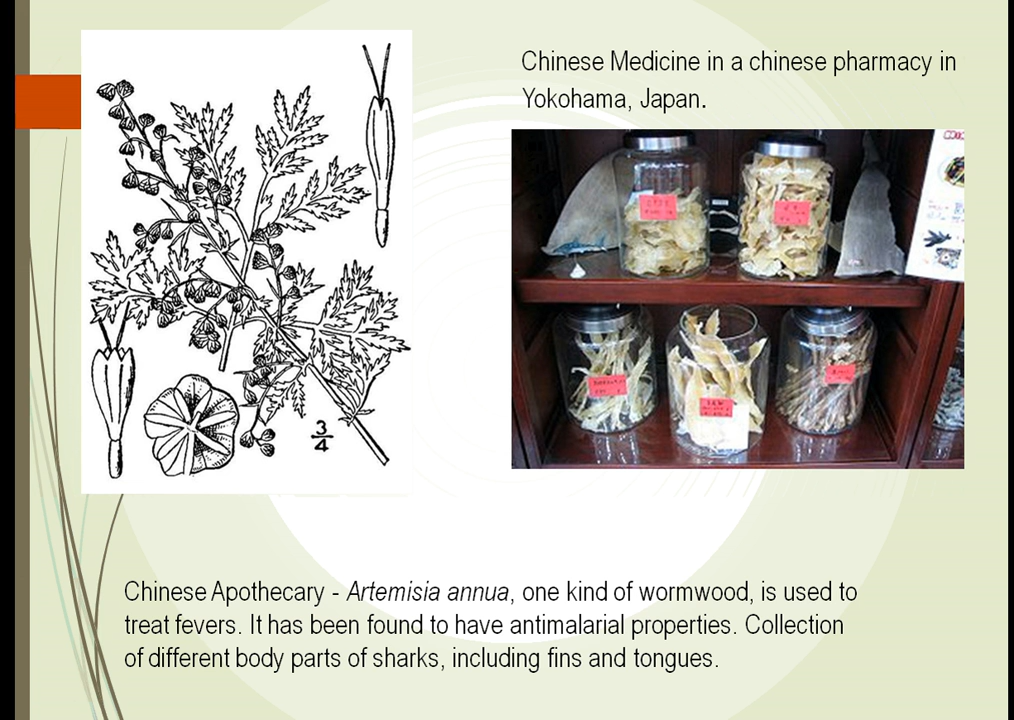 Chinese Medicine in a chinese pharmacy in
Yokohama, Japan.
3
4
Chinese Apothecary - Artemisia annua, one kind of wormwood, is used to
treat fevers. It has been found to have antimalarial properties. Collection
of different body parts of sharks, including fins and tongues.